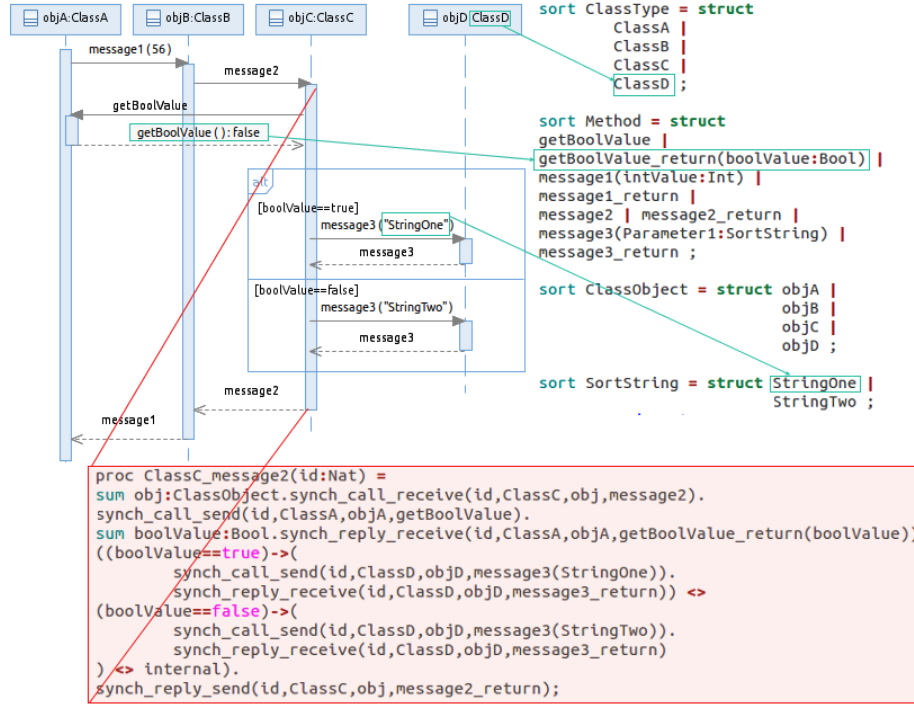 objA:ClassA
objB:ClassB
objC:ClassC
objD ClassD
message1(56)
message2
getBoolValue
getBoolValue():false
alt
[boolValue==true]
message3("StringOne")
message3
[boolValue==false]
message3("StringTwo")
message3
message2
message1
sort ClassType = struct
ClassA |
ClassB |
ClassC |
ClassD ;
sort Method = struct
getBoolValue |
getBoolValue_return(boolValue:Bool) |
message1(intValue:Int) |
message1_return |
message2 | message2_return |
message3(Parameter1:SortString) |
message3_return ;
sort ClassObject = struct objA |
objB |
objC |
objD ;
sort SortString = struct StringOne |
StringTwo ;
proc ClassC_message2(id:Nat) =
sum obj:ClassObject.synch_call_receive(id,ClassC,obj,message2).
synch_call_send(id,ClassA,objA,getBoolValue).
sum boolValue:Bool.synch_reply_receive(id,ClassA,objA,getBoolValue_return(boolValue))
((boolValue==true)->(
synch_call_send(id,ClassD,objD,message3(StringOne)).
synch_reply_receive(id,ClassD,objD,message3_return)) <>
(boolValue==false)->(
synch_call_send(id,ClassD,objD,message3(StringTwo)).
synch_reply_receive(id,ClassD,objD,message3_return)
) <> internal).
synch_reply_send(id,ClassC,obj,message2_return);